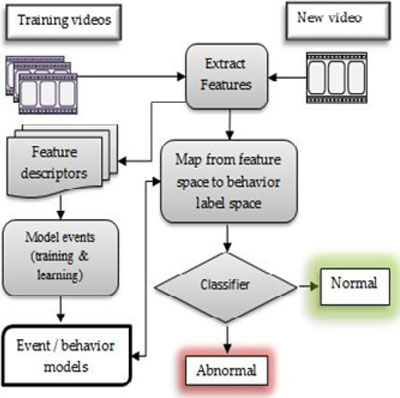 Training videos
New video
Extract
Features
Feature
descriptors
Map from feature
space to behavior
label space
Model events
(training &
learning)
Classifier
Normal
Event / behavior
models
Abnormal